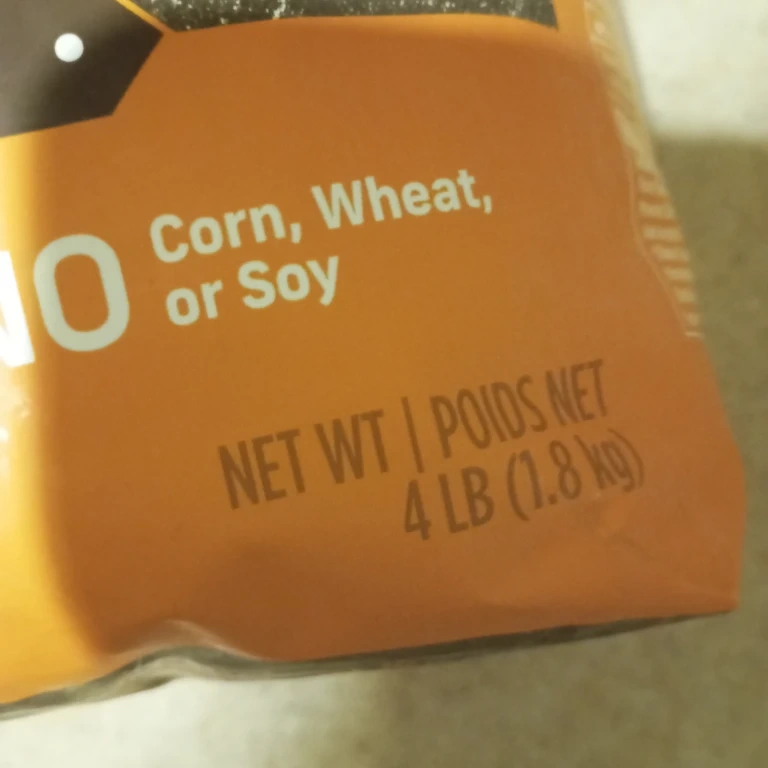 NO Corn, Wheat,
or Soy
NET WT | POIDS NET
4 LB (1.8 kg)